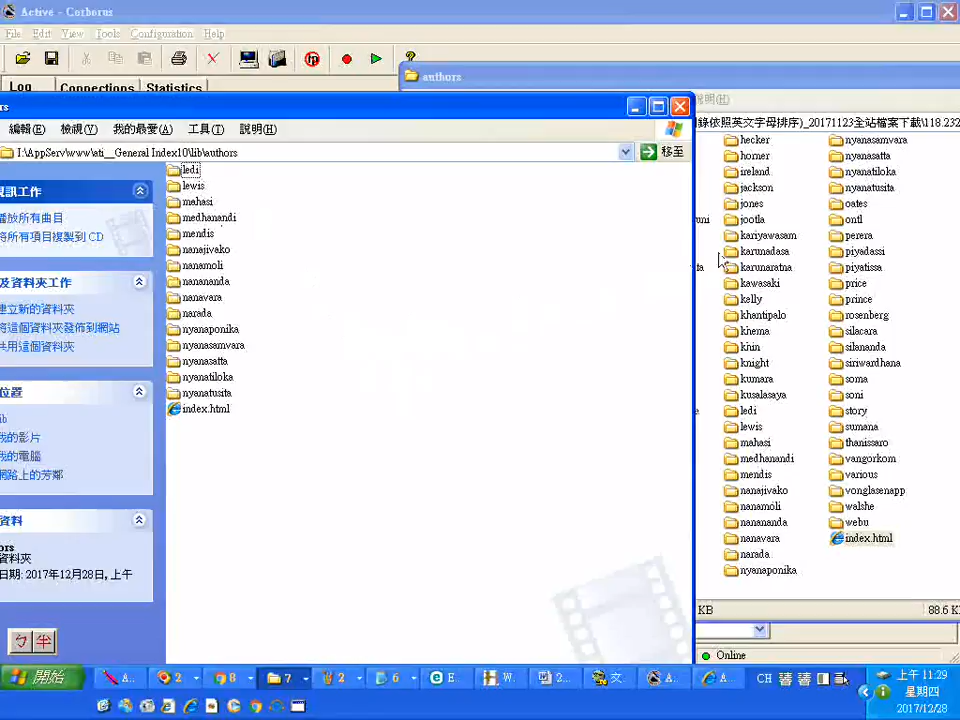 Active - Cerberus
File Edit View Tools Configuration Help
Log Connections Statistics
authors
編輯(E) 檢視(V) 我的最愛(A) 工具(T) 說明(H)
說明(H)
I:\AppServ\www\ati__General Index10\lib\authors
移至
錄依照英文字母排序)_20171123全站檔案下載\118.232
視訊工作
播放所有曲目
將所有項目複製到 CD
及資料夾工作
建立新的資料夾
將這個資料夾發佈到網站
共用這個資料夾
位置
我的影片
我的電腦
網路上的芳鄰
資料
資料夾
日期: 2017年12月28日, 上午
ledi
lewis
mahasi
medhanandi
mendis
nanajivako
nanamoli
nanananda
nanavara
narada
nyanaponika
nyanasamvara
nyanasatta
nyanatiloka
nyanatusita
index.html
hecker
horner
ireland
jackson
jones
jootla
kariyawasam
karunadasa
karunaratna
kawasaki
kelly
khantipalo
khema
khin
knight
kumara
kusalasaya
ledi
lewis
mahasi
medhanandi
mendis
nanajivako
nanamoli
nanananda
nanavara
narada
nyanaponika
nyanasamvara
nyanasatta
nyanatiloka
nyanatusita
oates
ontl
perera
piyadassi
piyatissa
price
prince
rosenberg
silacara
silananda
siriwardhana
soma
soni
story
sumana
thanissaro
vangorkom
various
vonglasenapp
walshe
webu
index.html
KB 88.6 K
Online
ㄅ 半
開始 A.. 2 8 7 2 6 E.. W.. 2... 文.. A.. A... CH
上午 11:29
星期四
2017/12/28